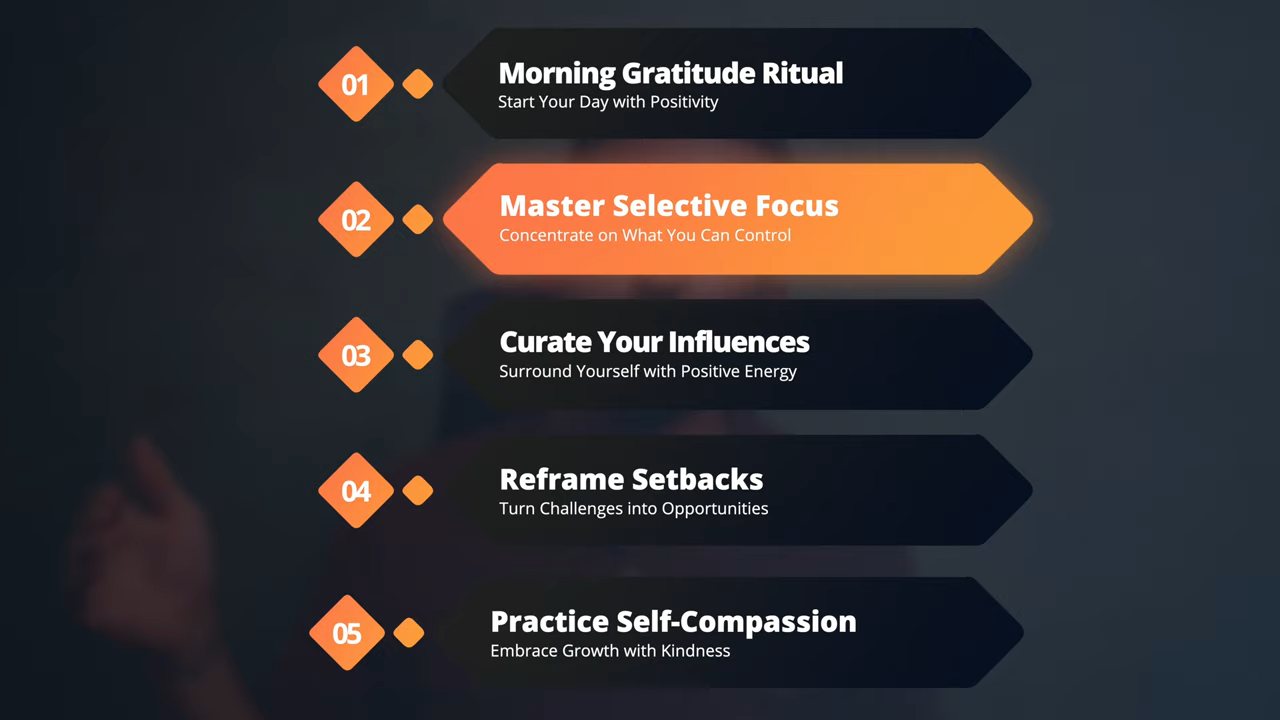 01
Morning Gratitude Ritual
Start Your Day with Positivity
02
Master Selective Focus
Concentrate on What You Can Control
03
Curate Your Influences
Surround Yourself with Positive Energy
04
Reframe Setbacks
Turn Challenges into Opportunities
05
Practice Self-Compassion
Embrace Growth with Kindness